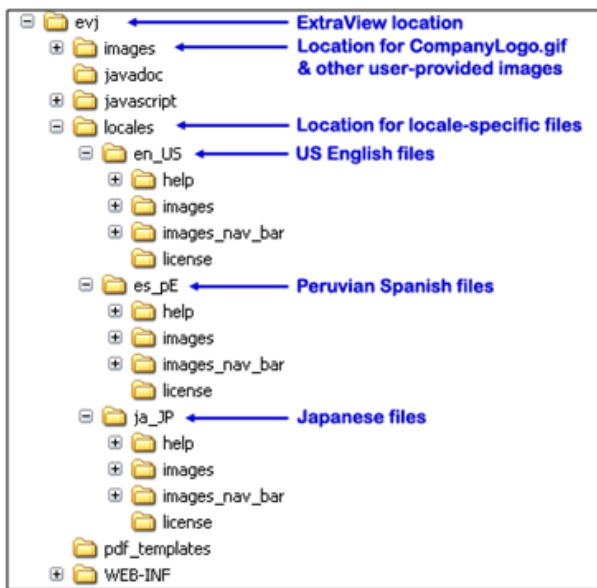 evj ExtraView location
images Location for CompanyLogo.gif
& other user-provided images
javadoc
javascript
locales Location for locale-specific files
en_US US English files
help
images
images_nav_bar
license
es_pE Peruvian Spanish files
help
images
images_nav_bar
license
ja_JP Japanese files
help
images
images_nav_bar
license
pdf_templates
WEB-INF